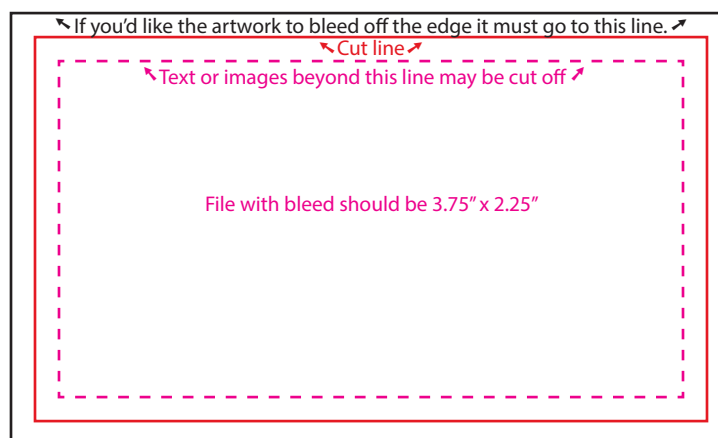 If you’d like the artwork to bleed off the edge it must go to this line.
Cut line
Text or images beyond this line may be cut off
File with bleed should be 3.75” x 2.25”